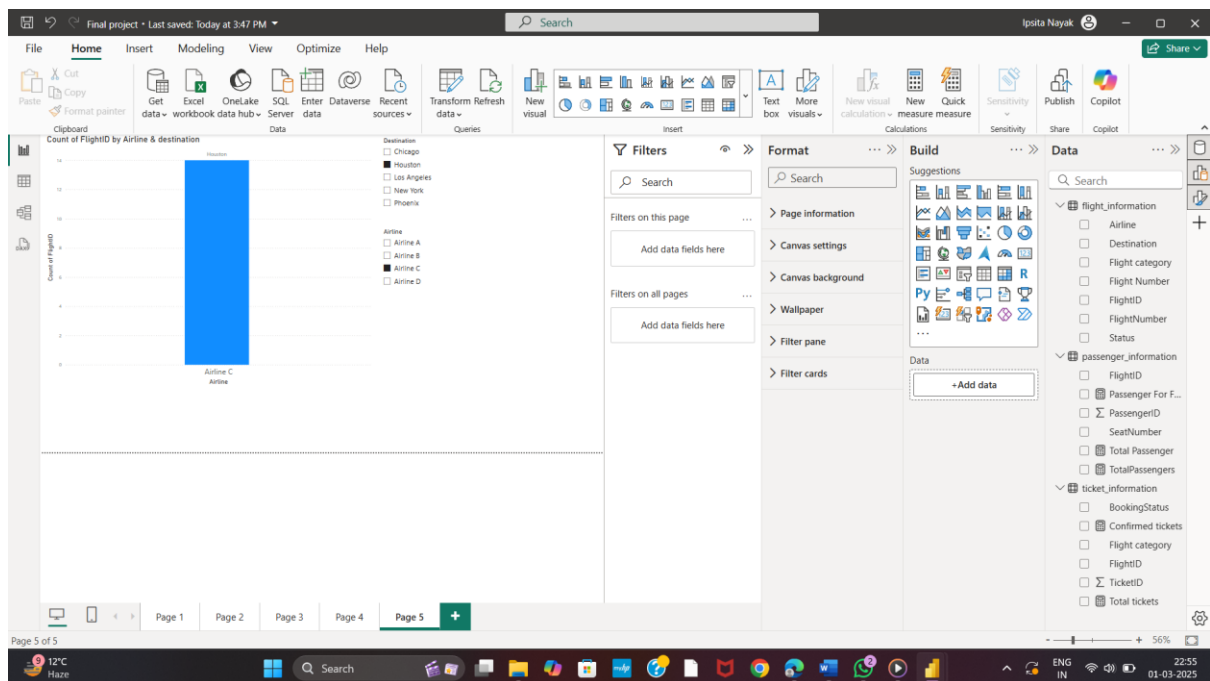 Final project • Last saved: Today at 3:47 PM
Search
Ipsita Nayak
File Home Insert Modeling View Optimize Help
Share
Paste
Cut
Copy
Format painter
Get data
Excel workbook
OneLake data hub
SQL Server
Enter data
Dataverse
Recent sources
Transform data
Refresh
New visual
Text box
More visuals
New visual calculation
New measure
Quick measure
Sensitivity
Publish
Copilot
Clipboard
Data
Queries
Insert
Calculations
Sensitivity
Share
Copilot
Count of FlightID by Airline & destination
Houston
14
12
10
8
6
4
2
0
Count of FlightID
Airline C
Airline
Destination
Chicago
Houston
Los Angeles
New York
Phoenix
Airline
Airline A
Airline B
Airline C
Airline D
Filters
Search
Filters on this page
...
Add data fields here
Filters on all pages
...
Add data fields here
Format
...
Search
Page information
Canvas settings
Canvas background
Wallpaper
Filter pane
Filter cards
Build
...
Suggestions
R
Py
...
Data
+Add data
Data
...
Search
flight_information
Airline
Destination
Flight category
Flight Number
FlightID
FlightNumber
Status
passenger_information
FlightID
Passenger For F...
PassengerID
SeatNumber
Total Passenger
TotalPassengers
ticket_information
BookingStatus
Confirmed tickets
Flight category
FlightID
TicketID
Total tickets
Page 1
Page 2
Page 3
Page 4
Page 5
+
Page 5 of 5
- + 56%
9
12°C
Haze
Search
2
ENG
IN
22:55
01-03-2025